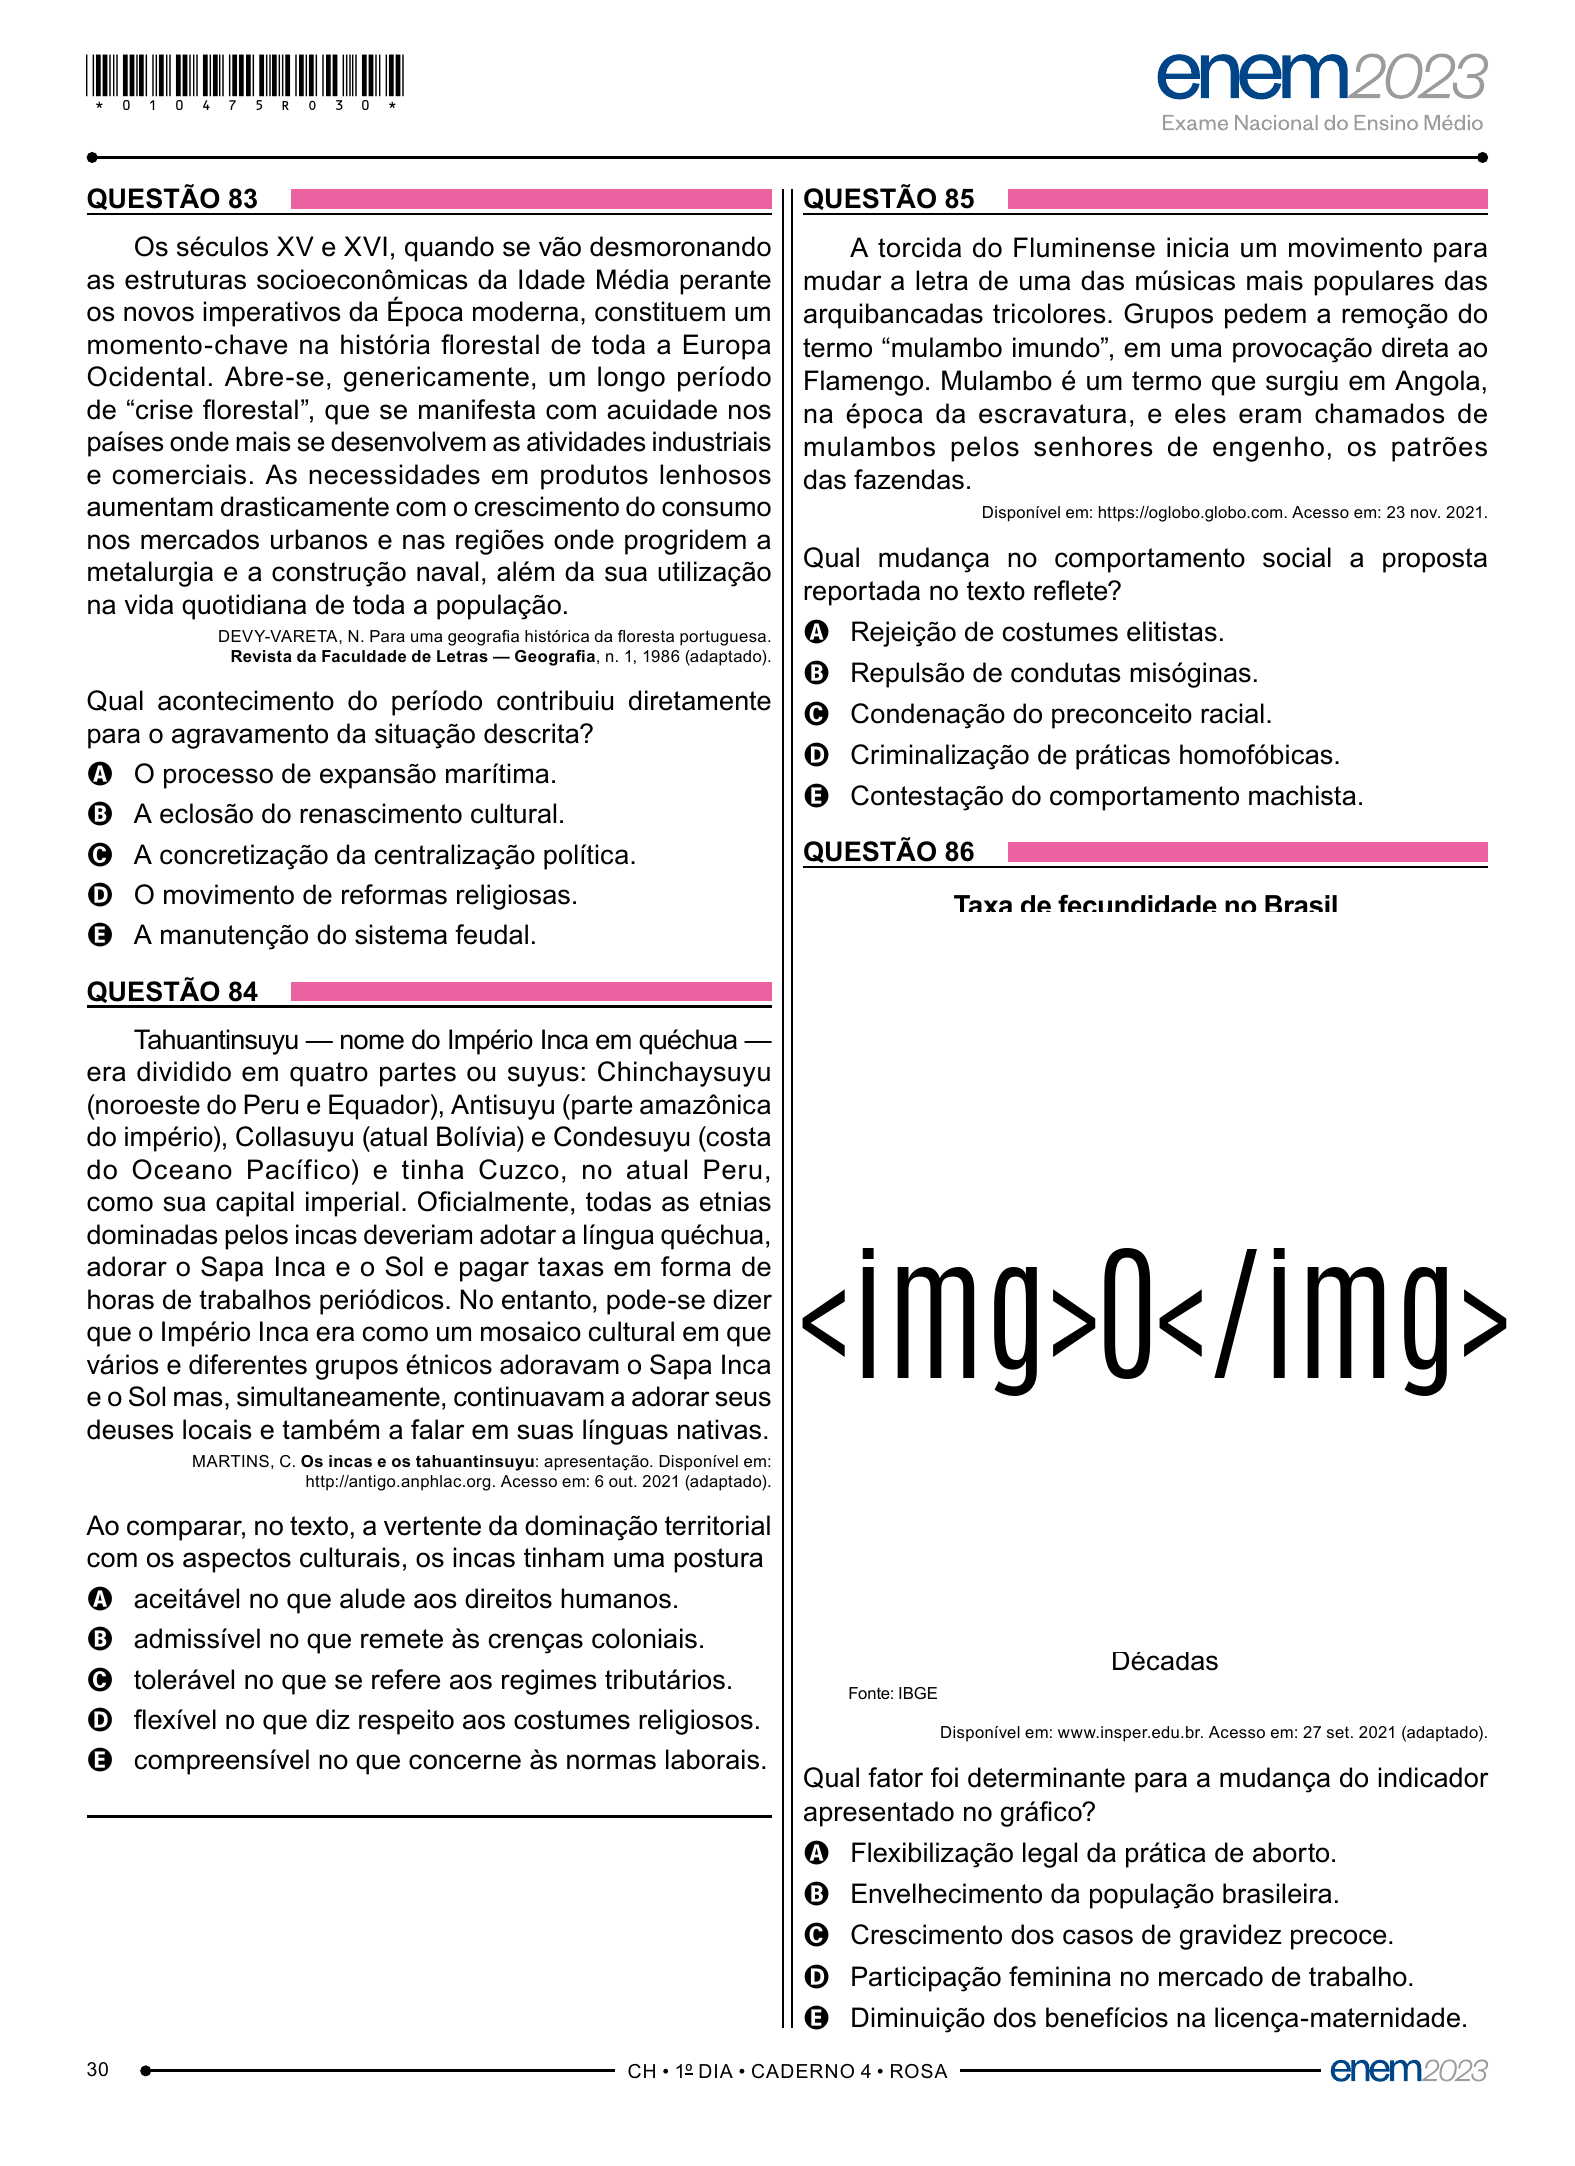 *010475R030*
enem2023
Exame Nacional do Ensino Médio
QUESTÃO 83
Os séculos XV e XVI, quando se vão desmoronando
as estruturas socioeconômicas da Idade Média perante
os novos imperativos da Época moderna, constituem um
momento-chave na história florestal de toda a Europa
Ocidental. Abre-se, genericamente, um longo período
de “crise florestal”, que se manifesta com acuidade nos
países onde mais se desenvolvem as atividades industriais
e comerciais. As necessidades em produtos lenhosos
aumentam drasticamente com o crescimento do consumo
nos mercados urbanos e nas regiões onde progridem a
metalurgia e a construção naval, além da sua utilização
na vida quotidiana de toda a população.
DEVY-VARETA, N. Para uma geografia histórica da floresta portuguesa.
Revista da Faculdade de Letras — Geografia, n. 1, 1986 (adaptado).
Qual acontecimento do período contribuiu diretamente
para o agravamento da situação descrita?
A O processo de expansão marítima.
B A eclosão do renascimento cultural.
C A concretização da centralização política.
D O movimento de reformas religiosas.
E A manutenção do sistema feudal.
QUESTÃO 84
Tahuantinsuyu — nome do Império Inca em quéchua —
era dividido em quatro partes ou suyus: Chinchaysuyu
(noroeste do Peru e Equador), Antisuyu (parte amazônica
do império), Collasuyu (atual Bolívia) e Condesuyu (costa
do Oceano Pacífico) e tinha Cuzco, no atual Peru,
como sua capital imperial. Oficialmente, todas as etnias
dominadas pelos incas deveriam adotar a língua quéchua,
adorar o Sapa Inca e o Sol e pagar taxas em forma de
horas de trabalhos periódicos. No entanto, pode-se dizer
que o Império Inca era como um mosaico cultural em que
vários e diferentes grupos étnicos adoravam o Sapa Inca
e o Sol mas, simultaneamente, continuavam a adorar seus
deuses locais e também a falar em suas línguas nativas.
MARTINS, C. Os incas e os tahuantinsuyu: apresentação. Disponível em:
http://antigo.anphlac.org. Acesso em: 6 out. 2021 (adaptado).
Ao comparar, no texto, a vertente da dominação territorial
com os aspectos culturais, os incas tinham uma postura
A aceitável no que alude aos direitos humanos.
B admissível no que remete às crenças coloniais.
C tolerável no que se refere aos regimes tributários.
D flexível no que diz respeito aos costumes religiosos.
E compreensível no que concerne às normas laborais.
QUESTÃO 85
A torcida do Fluminense inicia um movimento para
mudar a letra de uma das músicas mais populares das
arquibancadas tricolores. Grupos pedem a remoção do
termo “mulambo imundo”, em uma provocação direta ao
Flamengo. Mulambo é um termo que surgiu em Angola,
na época da escravatura, e eles eram chamados de
mulambos pelos senhores de engenho, os patrões
das fazendas.
Disponível em: https://oglobo.globo.com. Acesso em: 23 nov. 2021.
Qual mudança no comportamento social a proposta
reportada no texto reflete?
A Rejeição de costumes elitistas.
B Repulsão de condutas misóginas.
C Condenação do preconceito racial.
D Criminalização de práticas homofóbicas.
E Contestação do comportamento machista.
QUESTÃO 86
Taxa de fecundidade no Brasil
<img>0</img>
Décadas
Fonte: IBGE
Disponível em: www.insper.edu.br. Acesso em: 27 set. 2021 (adaptado).
Qual fator foi determinante para a mudança do indicador
apresentado no gráfico?
A Flexibilização legal da prática de aborto.
B Envelhecimento da população brasileira.
C Crescimento dos casos de gravidez precoce.
D Participação feminina no mercado de trabalho.
E Diminuição dos benefícios na licença-maternidade.
30
CH • 1º DIA • CADERNO 4 • ROSA
enem2023